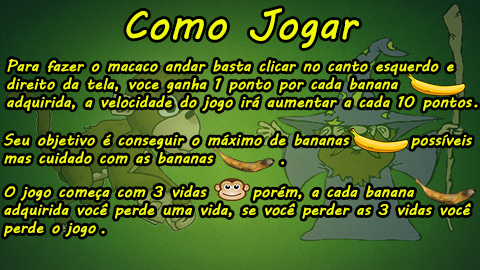 Como Jogar
Para fazer o macaco andar basta clicar no canto esquerdo e
direito da tela, voce ganha 1 ponto por cada banana
adquirida, a velocidade do jogo irá aumentar a cada 10 pontos.
Seu objetivo é conseguir o máximo de bananas possíveis
mas cuidado com as bananas .
O jogo começa com 3 vidas porém, a cada banana
adquirida você perde uma vida, se você perder as 3 vidas você
perde o jogo .